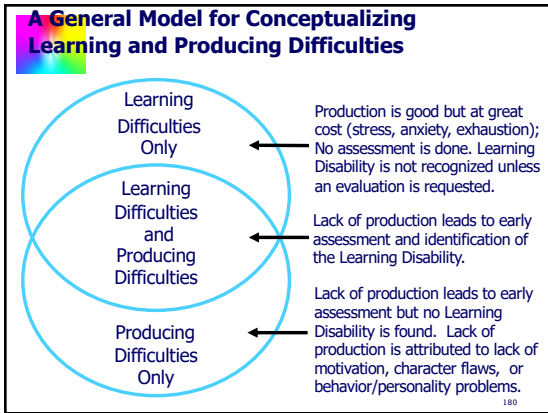 A General Model for Conceptualizing
Learning and Producing Difficulties
Learning
Difficulties
Only
Production is good but at great
cost (stress, anxiety, exhaustion);
No assessment is done. Learning
Disability is not recognized unless
an evaluation is requested.
Learning
Difficulties
and
Producing
Difficulties
Lack of production leads to early
assessment and identification of
the Learning Disability.
Producing
Difficulties
Only
Lack of production leads to early
assessment but no Learning
Disability is found. Lack of
production is attributed to lack of
motivation, character flaws, or
behavior/personality problems.
180